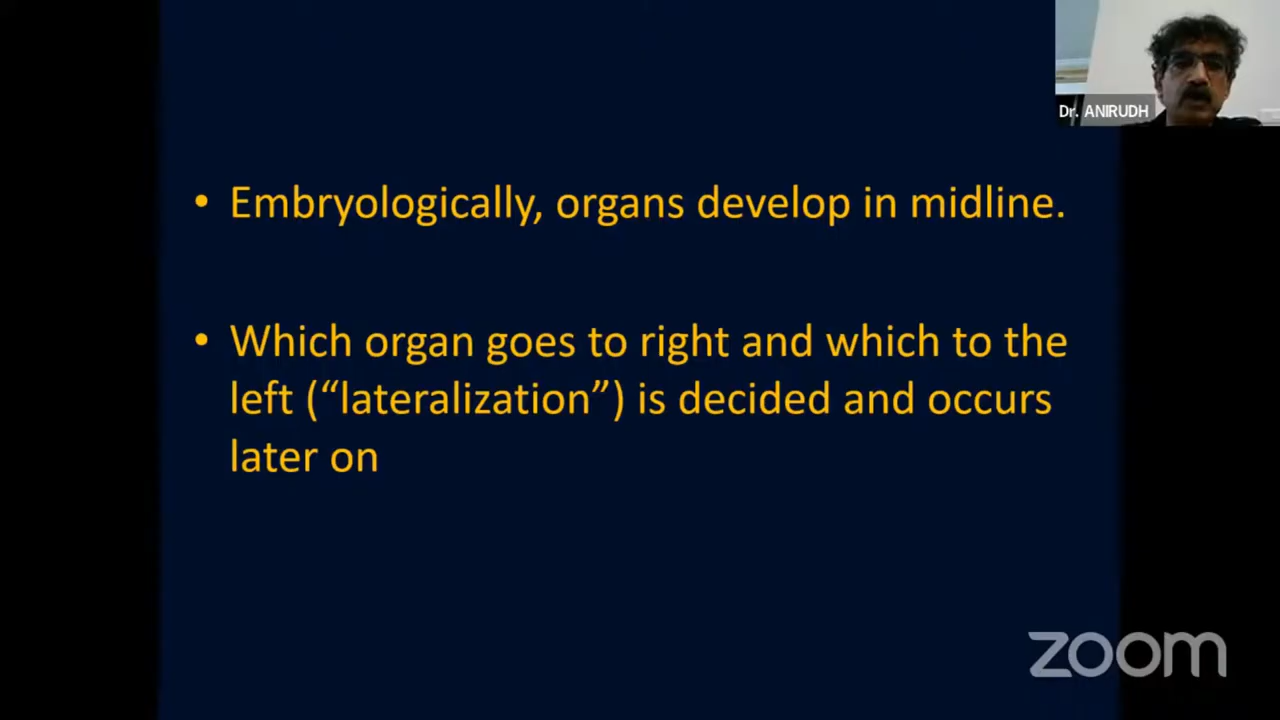 Dr. ANIRUDH
• Embryologically, organs develop in midline.
• Which organ goes to right and which to the
left (“lateralization”) is decided and occurs
later on
zoom